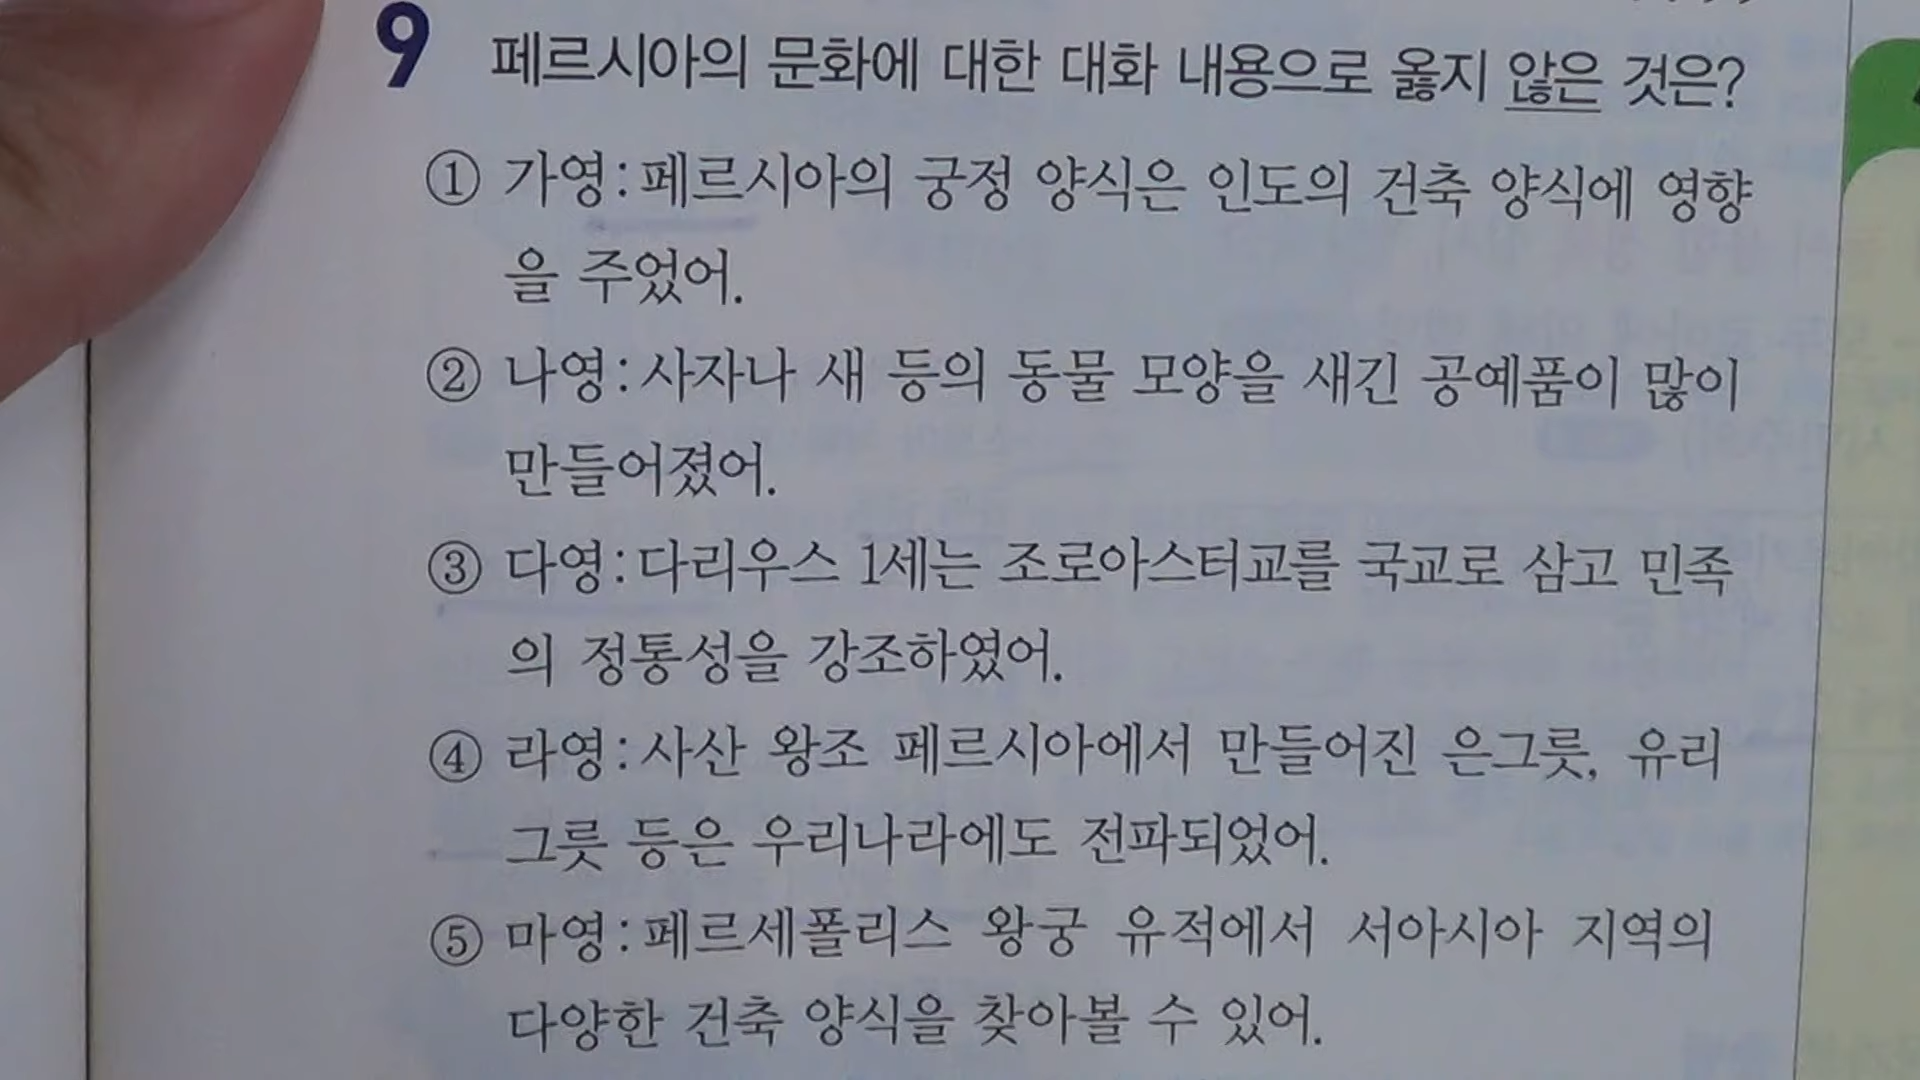 9 페르시아의 문화에 대한 대화 내용으로 옳지 않은 것은?
① 가영:페르시아의 궁정 양식은 인도의 건축 양식에 영향
을 주었어.
② 나영:사자나 새 등의 동물 모양을 새긴 공예품이 많이
만들어졌어.
③ 다영:다리우스 1세는 조로아스터교를 국교로 삼고 민족
의 정통성을 강조하였어.
④ 라영:사산 왕조 페르시아에서 만들어진 은그릇, 유리
그릇 등은 우리나라에도 전파되었어.
⑤ 마영:페르세폴리스 왕궁 유적에서 서아시아 지역의
다양한 건축 양식을 찾아볼 수 있어.